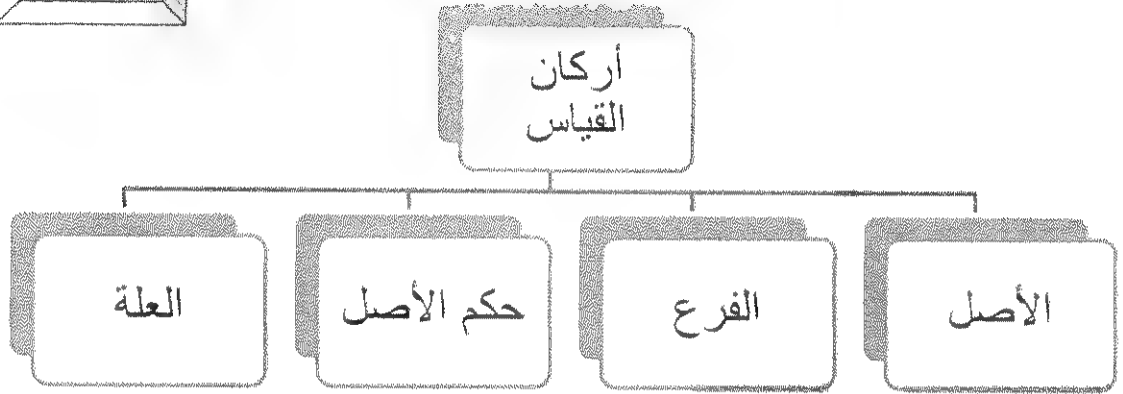 أركان
القياس
الأصل
الفرع
حكم الأصل
العلة